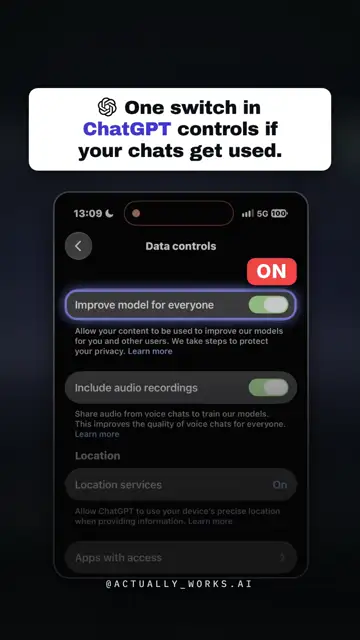 One switch in
ChatGPT controls if
your chats get used.
13:09
5G 100
Data controls
ON
Improve model for everyone
Allow your content to be used to improve our models
for you and other users. We take steps to protect
your privacy. Learn more
Include audio recordings
Share audio from voice chats to train our models.
This improves the quality of voice chats for everyone.
Learn more
Location
Location services On
Allow ChatGPT to use your device's precise location
when providing information. Learn more
Apps with access
@ACTUALLY_WORKS.AI